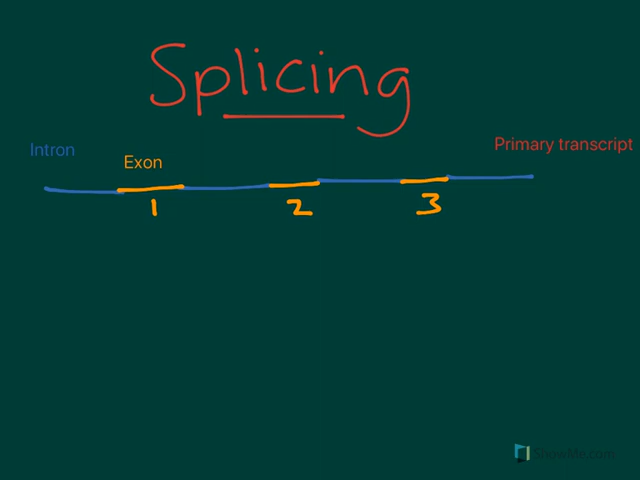 Splicing
Intron
Exon
Primary transcript
1 2 3
ShowMe.com